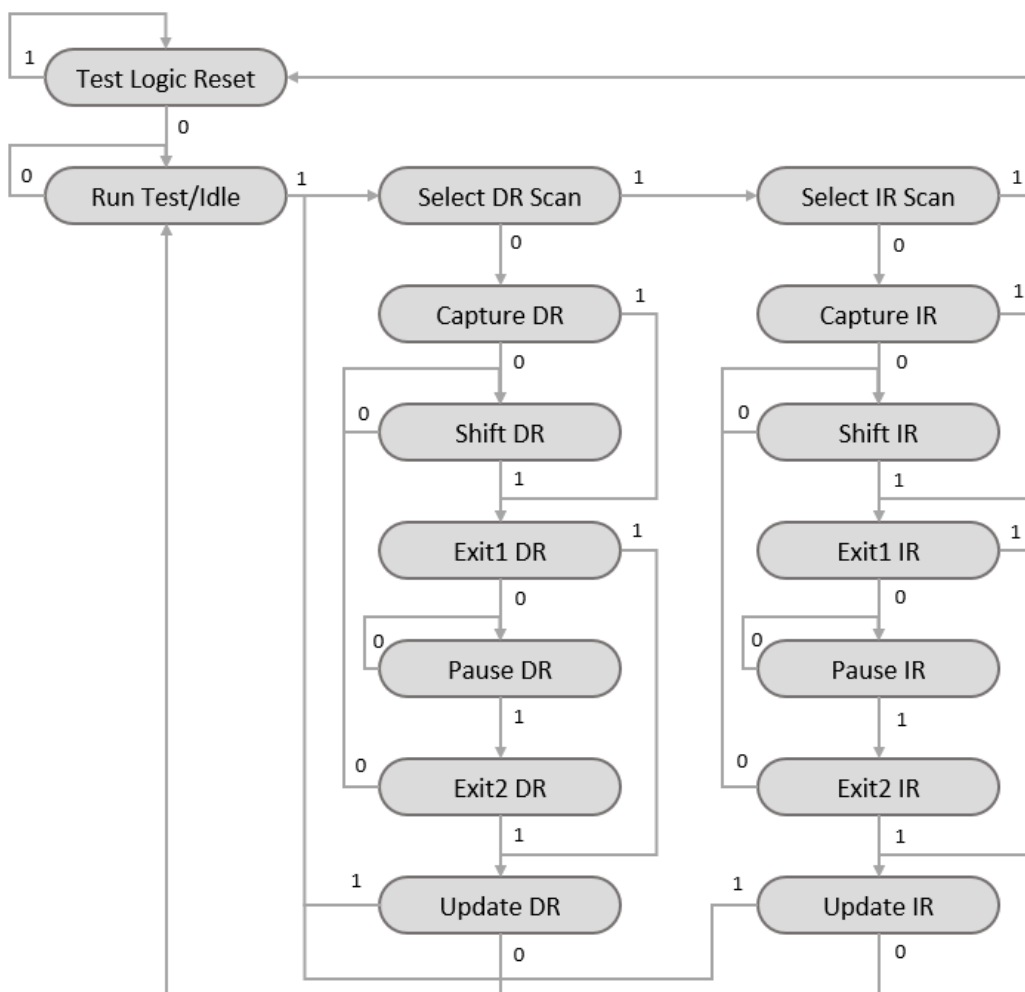 1
Test Logic Reset
0
0
Run Test/Idle
1
Select DR Scan
1
Select IR Scan
1
0
0
Capture DR
1
Capture IR
1
0
0
0
Shift DR
0
Shift IR
1
1
Exit1 DR
1
Exit1 IR
1
0
0
0
Pause DR
0
Pause IR
1
1
0
Exit2 DR
0
Exit2 IR
1
1
1
Update DR
1
Update IR
0
0